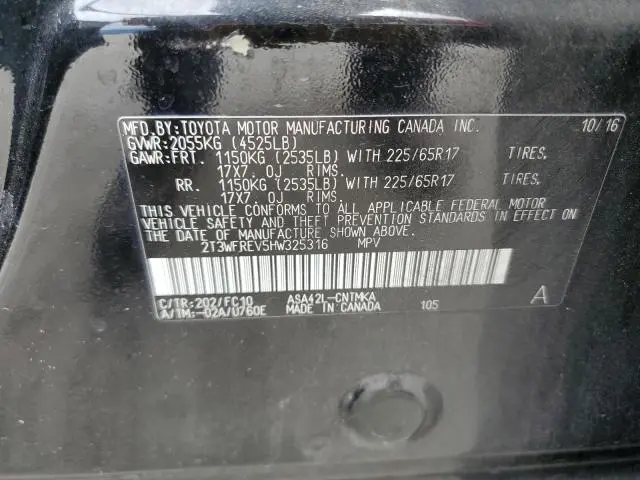 MFD.BY:TOYOTA MOTOR MANUFACTURING CANADA INC. 10/16
GVWR:2055KG (4525LB)
GAWR:FRT. 1150KG (2535LB) WITH 225/65R17 TIRES,
17X7.0J RIMS.
RR. 1150KG (2535LB) WITH 225/65R17 TIRES,
17X7.0J RIMS.
THIS VEHICLE CONFORMS TO ALL APPLICABLE FEDERAL MOTOR
VEHICLE SAFETY AND THEFT PREVENTION STANDARDS IN EFFECT ON
THE DATE OF MANUFACTURE SHOWN ABOVE.
2T3WFREV5HW325316 MPV
C/TR:202/FC10 ASA42L-CNTMKA A
A/TM:-02A/U760E MADE IN CANADA 105